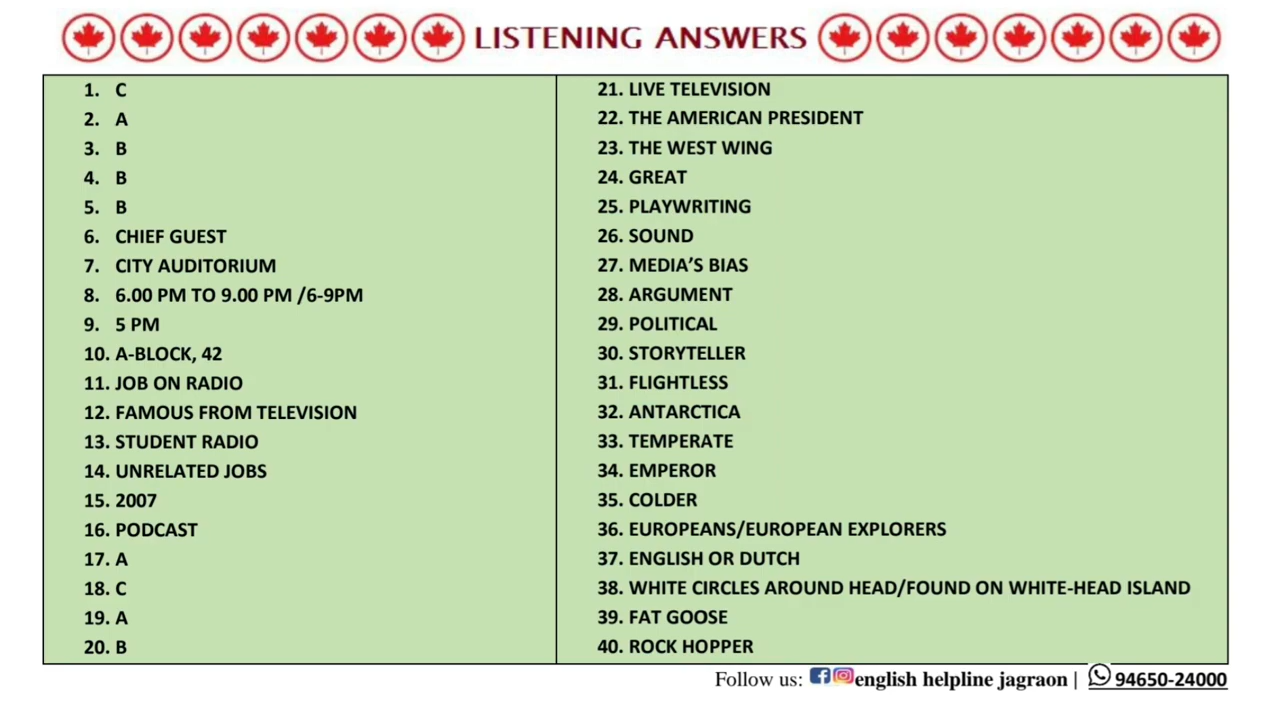 LISTENING ANSWERS
1. C
2. A
3. B
4. B
5. B
6. CHIEF GUEST
7. CITY AUDITORIUM
8. 6.00 PM TO 9.00 PM /6-9PM
9. 5 PM
10. A-BLOCK, 42
11. JOB ON RADIO
12. FAMOUS FROM TELEVISION
13. STUDENT RADIO
14. UNRELATED JOBS
15. 2007
16. PODCAST
17. A
18. C
19. A
20. B
21. LIVE TELEVISION
22. THE AMERICAN PRESIDENT
23. THE WEST WING
24. GREAT
25. PLAYWRITING
26. SOUND
27. MEDIA’S BIAS
28. ARGUMENT
29. POLITICAL
30. STORYTELLER
31. FLIGHTLESS
32. ANTARCTICA
33. TEMPERATE
34. EMPEROR
35. COLDER
36. EUROPEANS/EUROPEAN EXPLORERS
37. ENGLISH OR DUTCH
38. WHITE CIRCLES AROUND HEAD/FOUND ON WHITE-HEAD ISLAND
39. FAT GOOSE
40. ROCK HOPPER
Follow us: english helpline jagraon | 94650-24000